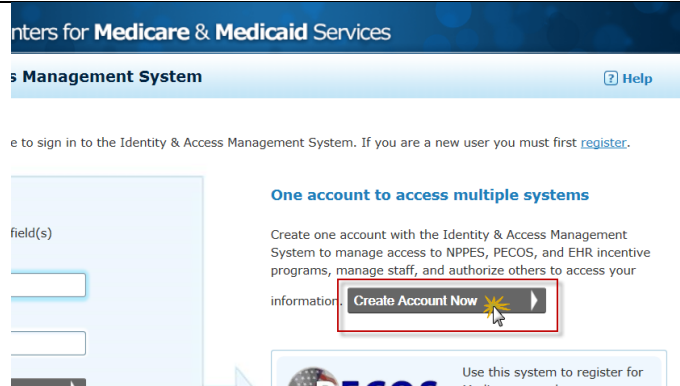 nters for Medicare & Medicaid Services
s Management System
? Help
e to sign in to the Identity & Access Management System. If you are a new user you must first register.
One account to access multiple systems
field(s)
Create one account with the Identity & Access Management
System to manage access to NPPES, PECOS, and EHR incentive
programs, manage staff, and authorize others to access your
information. Create Account Now
Use this system to register for